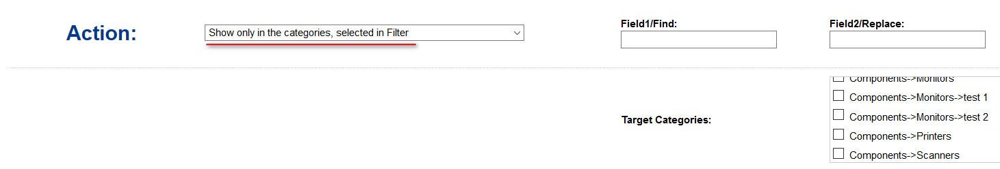 Action:
Show only in the categories, selected in Filter
Field1/Find:
Field2/Replace:
Target Categories:
Components->Monitors
Components->Monitors->test 1
Components->Monitors->test 2
Components->Printers
Components->Scanners